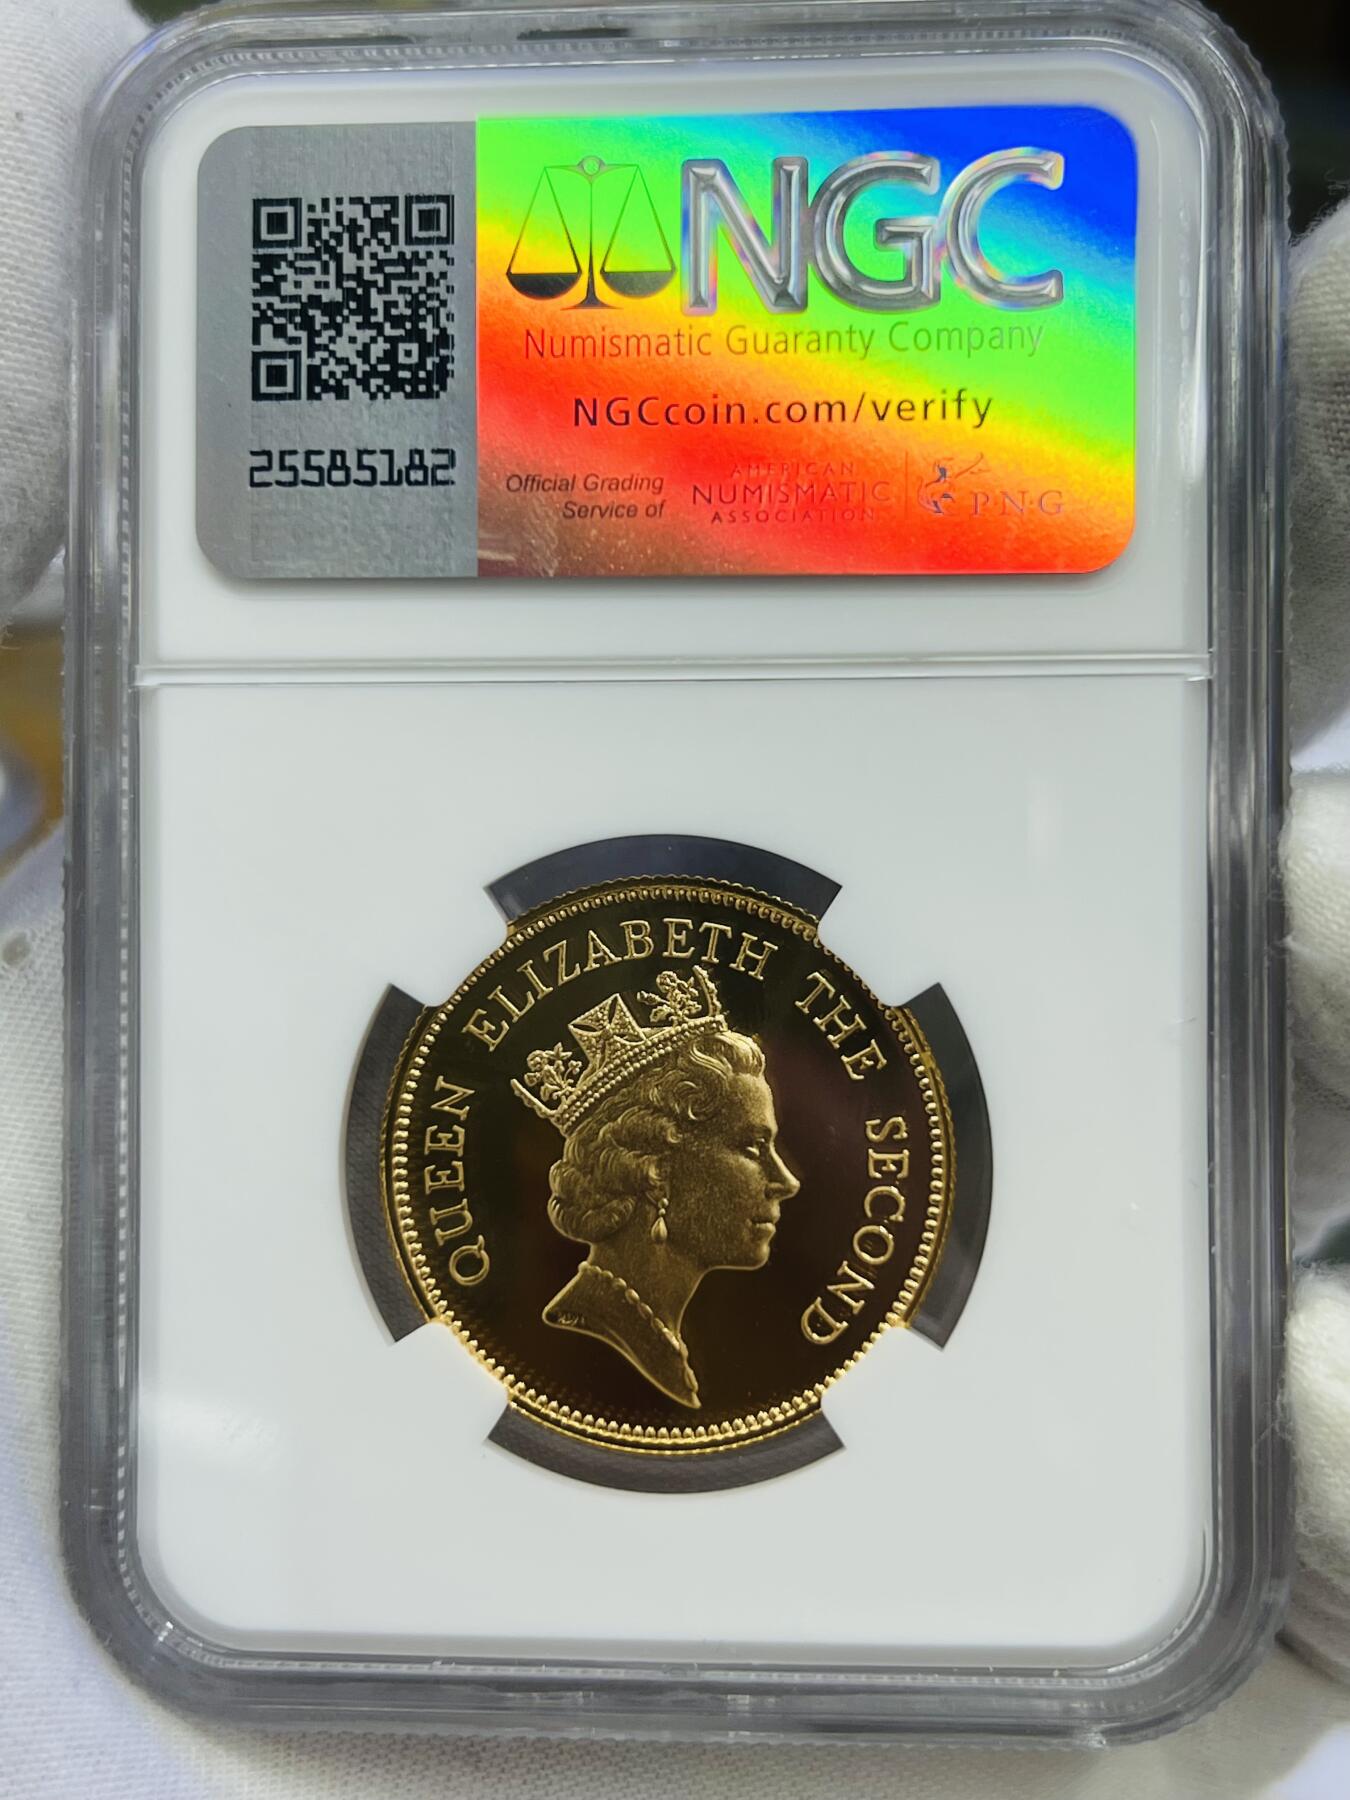 NGC
Numismatic Guaranty Company
NGCcoin.com/verify
25585182
Official Grading
Service of
AMERICAN
NUMISMATIC
ASSOCIATION
P·N·G
QUEEN ELIZABETH THE SECOND